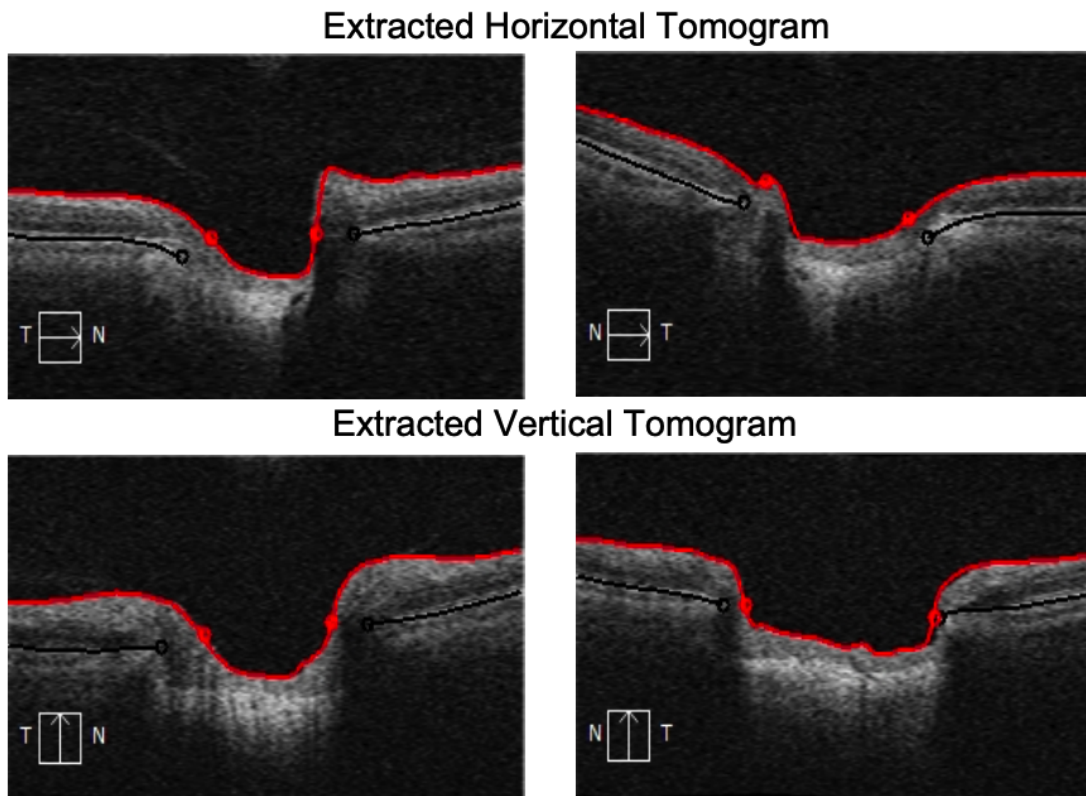 Extracted Horizontal Tomogram
T N
N T
Extracted Vertical Tomogram
T N
N T